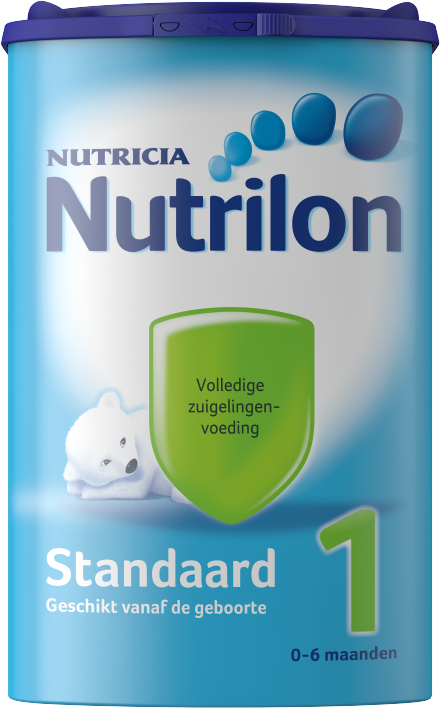 NUTRICIA
Nutrilon
Volledige
zuigelingen-
voeding
Standaard
Geschikt vanaf de geboorte
1
0-6 maanden